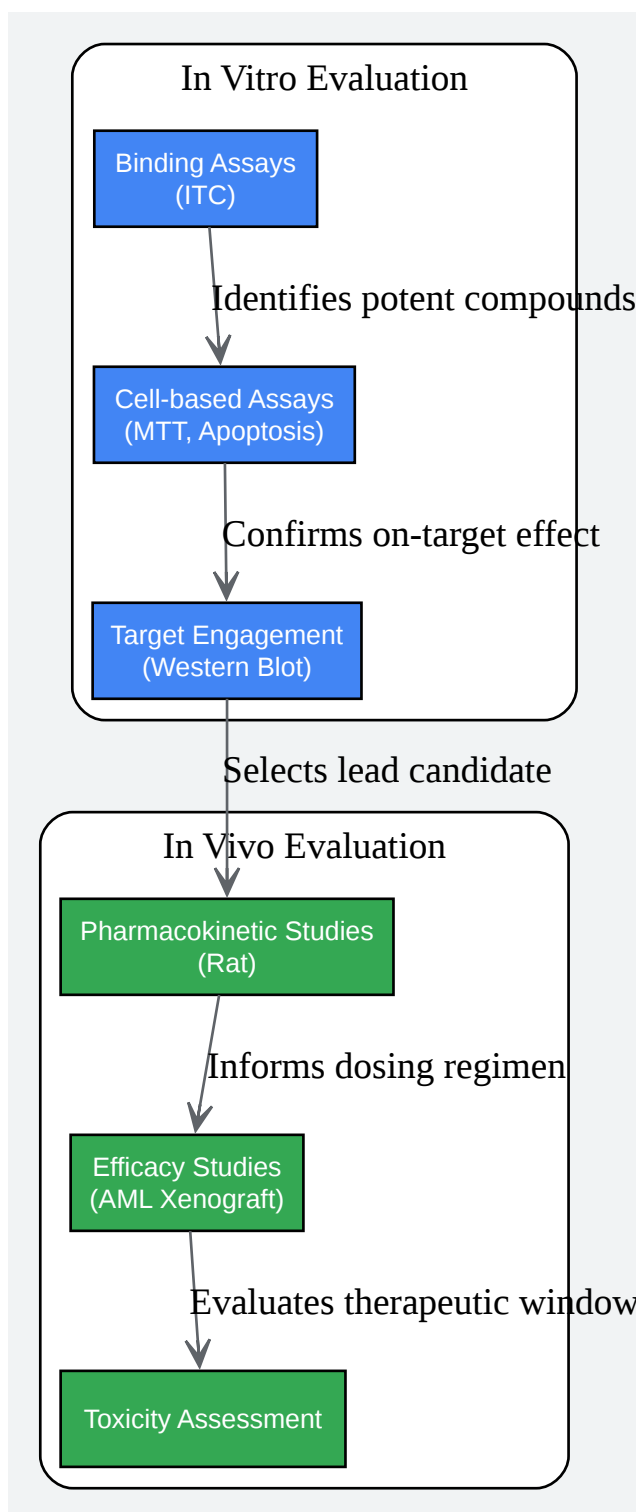 In Vitro Evaluation
Binding Assays
(ITC)
Identifies potent compounds
Cell-based Assays
(MTT, Apoptosis)
Confirms on-target effect
Target Engagement
(Western Blot)
Selects lead candidate
In Vivo Evaluation
Pharmacokinetic Studies
(Rat)
Informs dosing regimen
Efficacy Studies
(AML Xenograft)
Evaluates therapeutic window
Toxicity Assessment